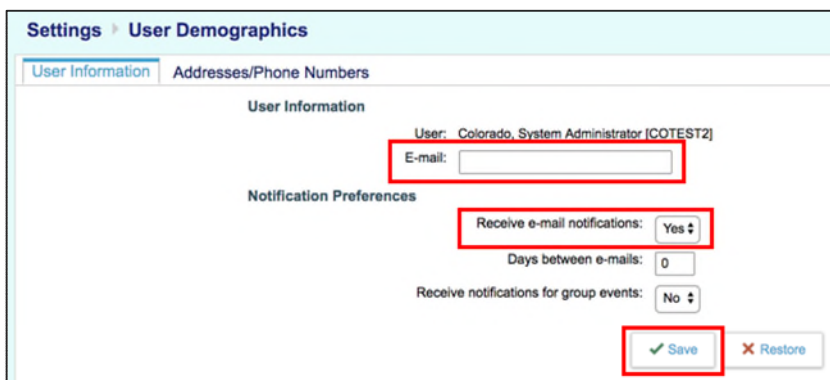 Settings User Demographics
User Information Addresses/Phone Numbers
User Information
User: Colorado, System Administrator [COTEST2]
E-mail:
Notification Preferences
Receive e-mail notifications: Yes
Days between e-mails: 0
Receive notifications for group events: No
Save Restore